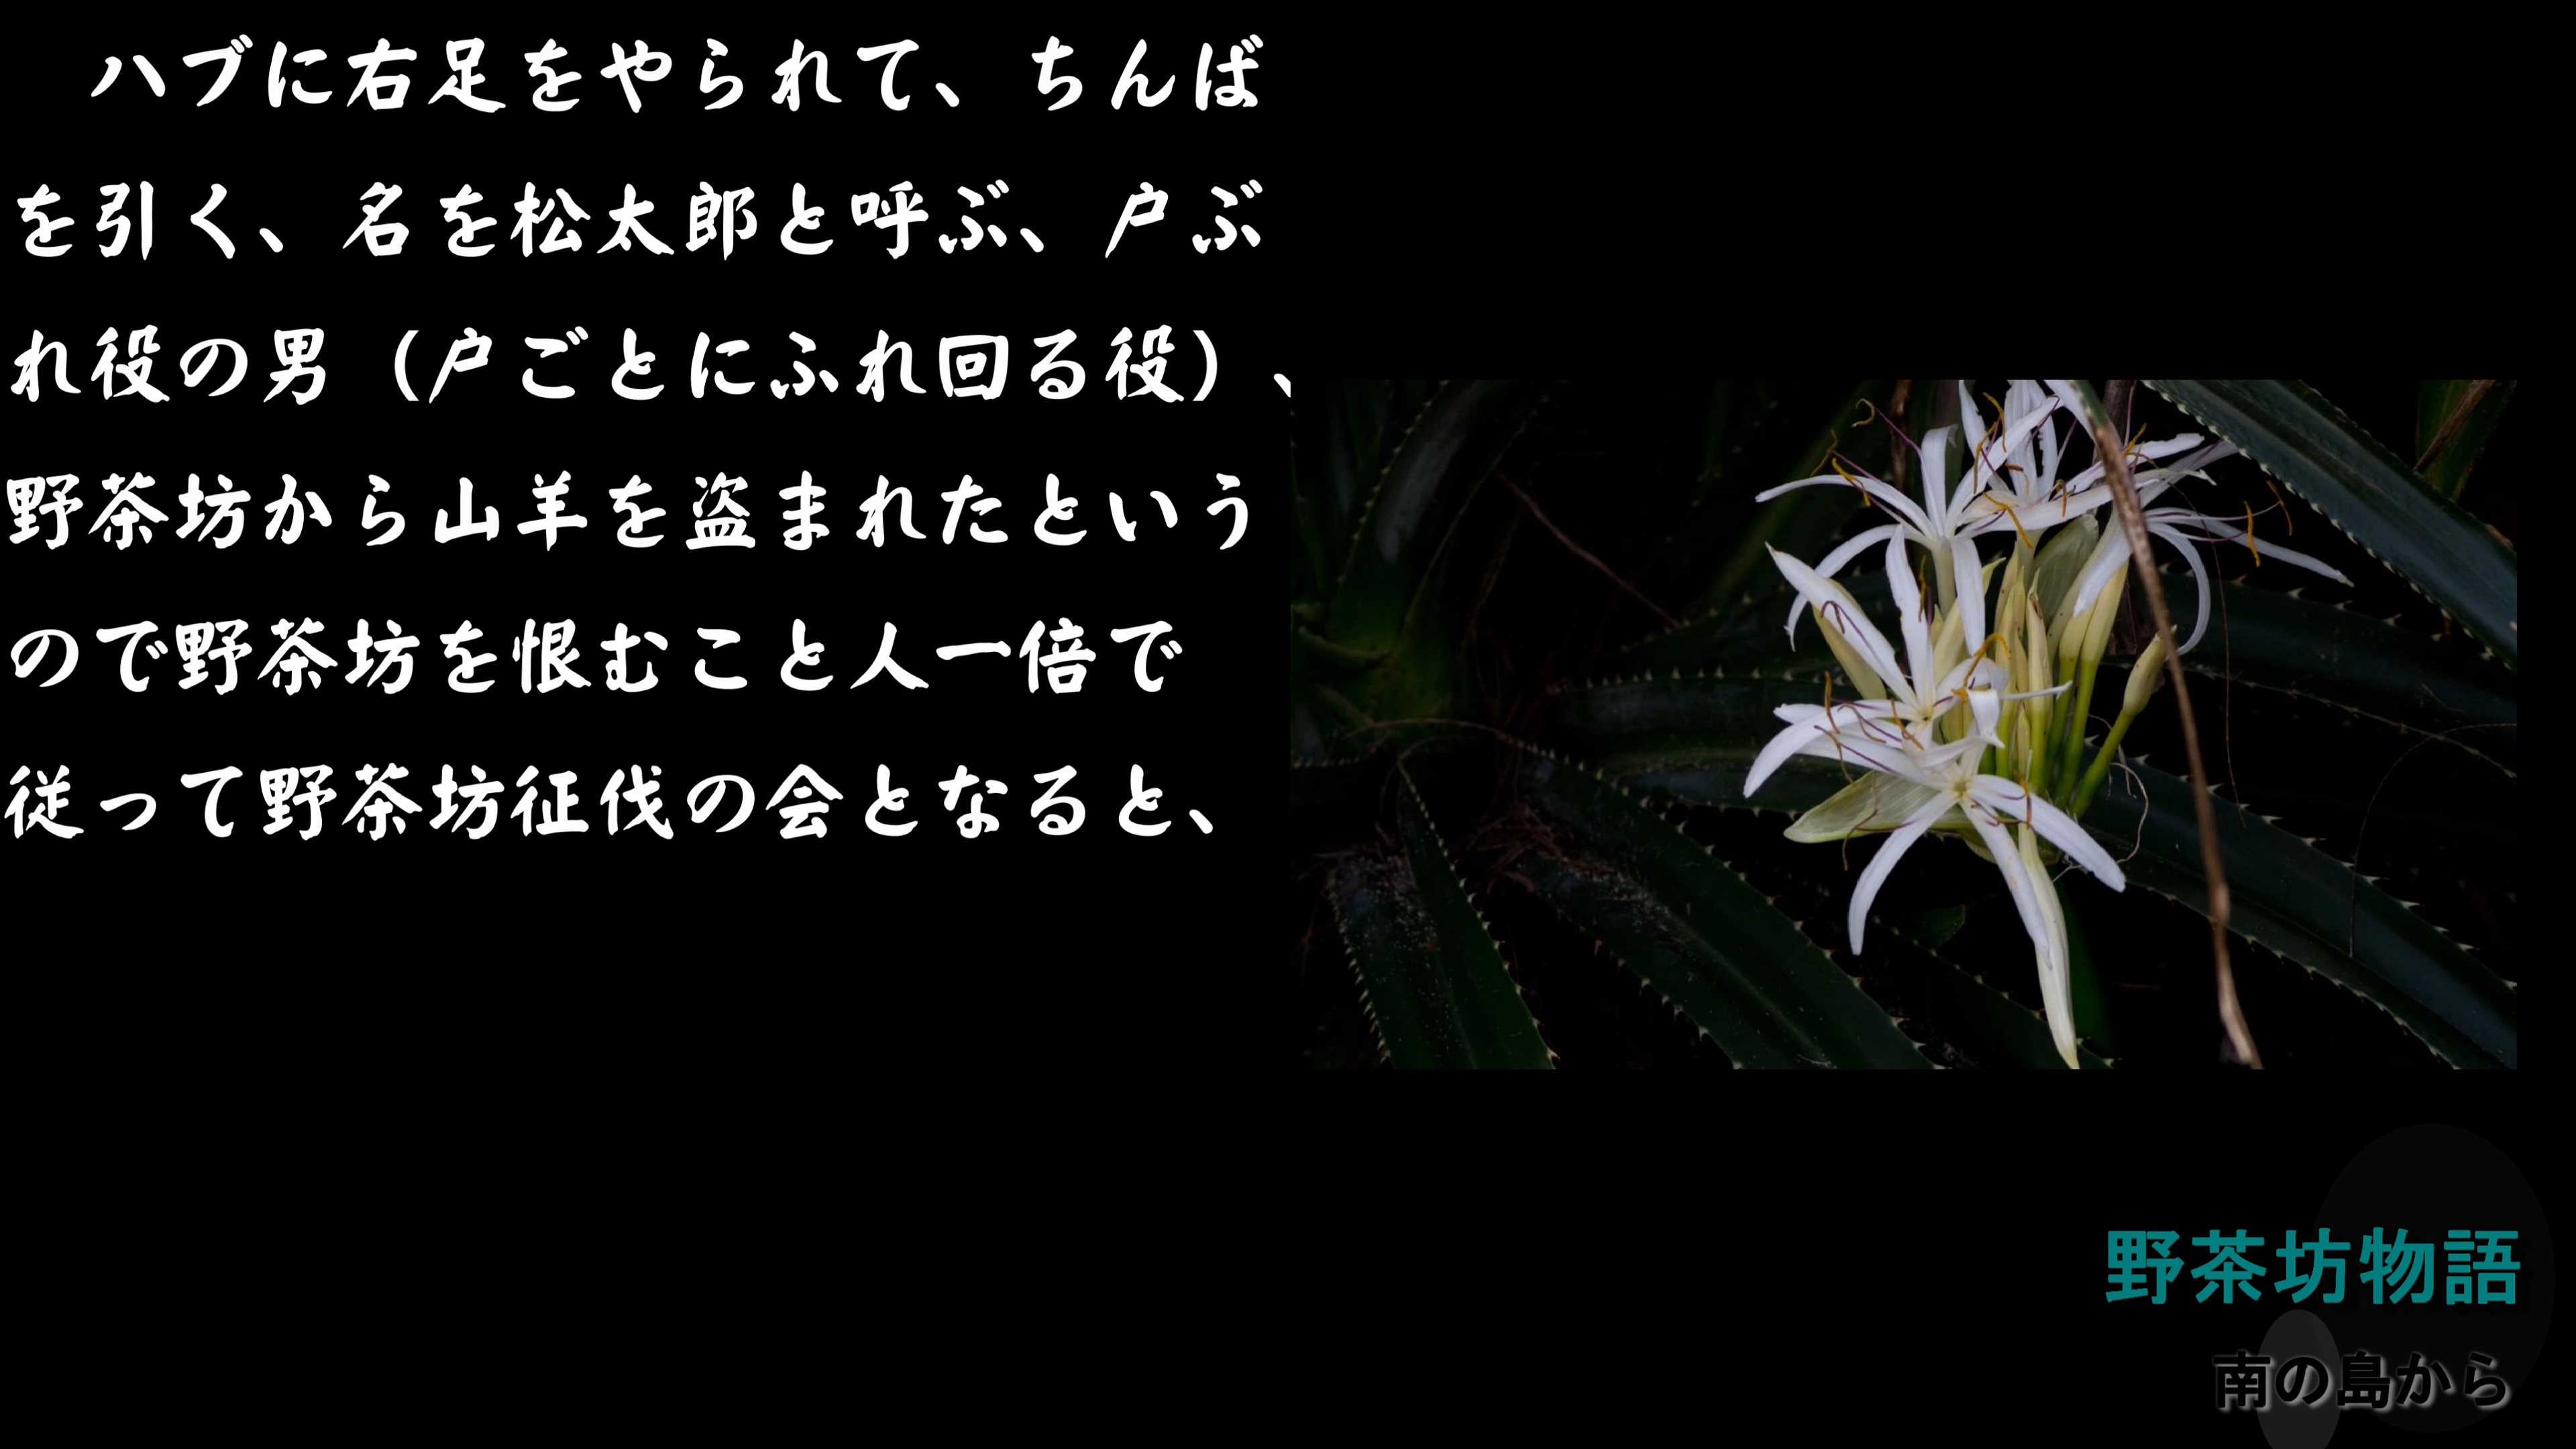 ハブに右足をやられて、ちんば
を引く、名を松太郎と呼ぶ、戸ぶ
れ役の男（戸ごとにふれ回る役）、
野茶坊から山羊を盗まれたという
ので野茶坊を恨むこと人一倍で
従って野茶坊征伐の会となると、
野茶坊物語
南の島から